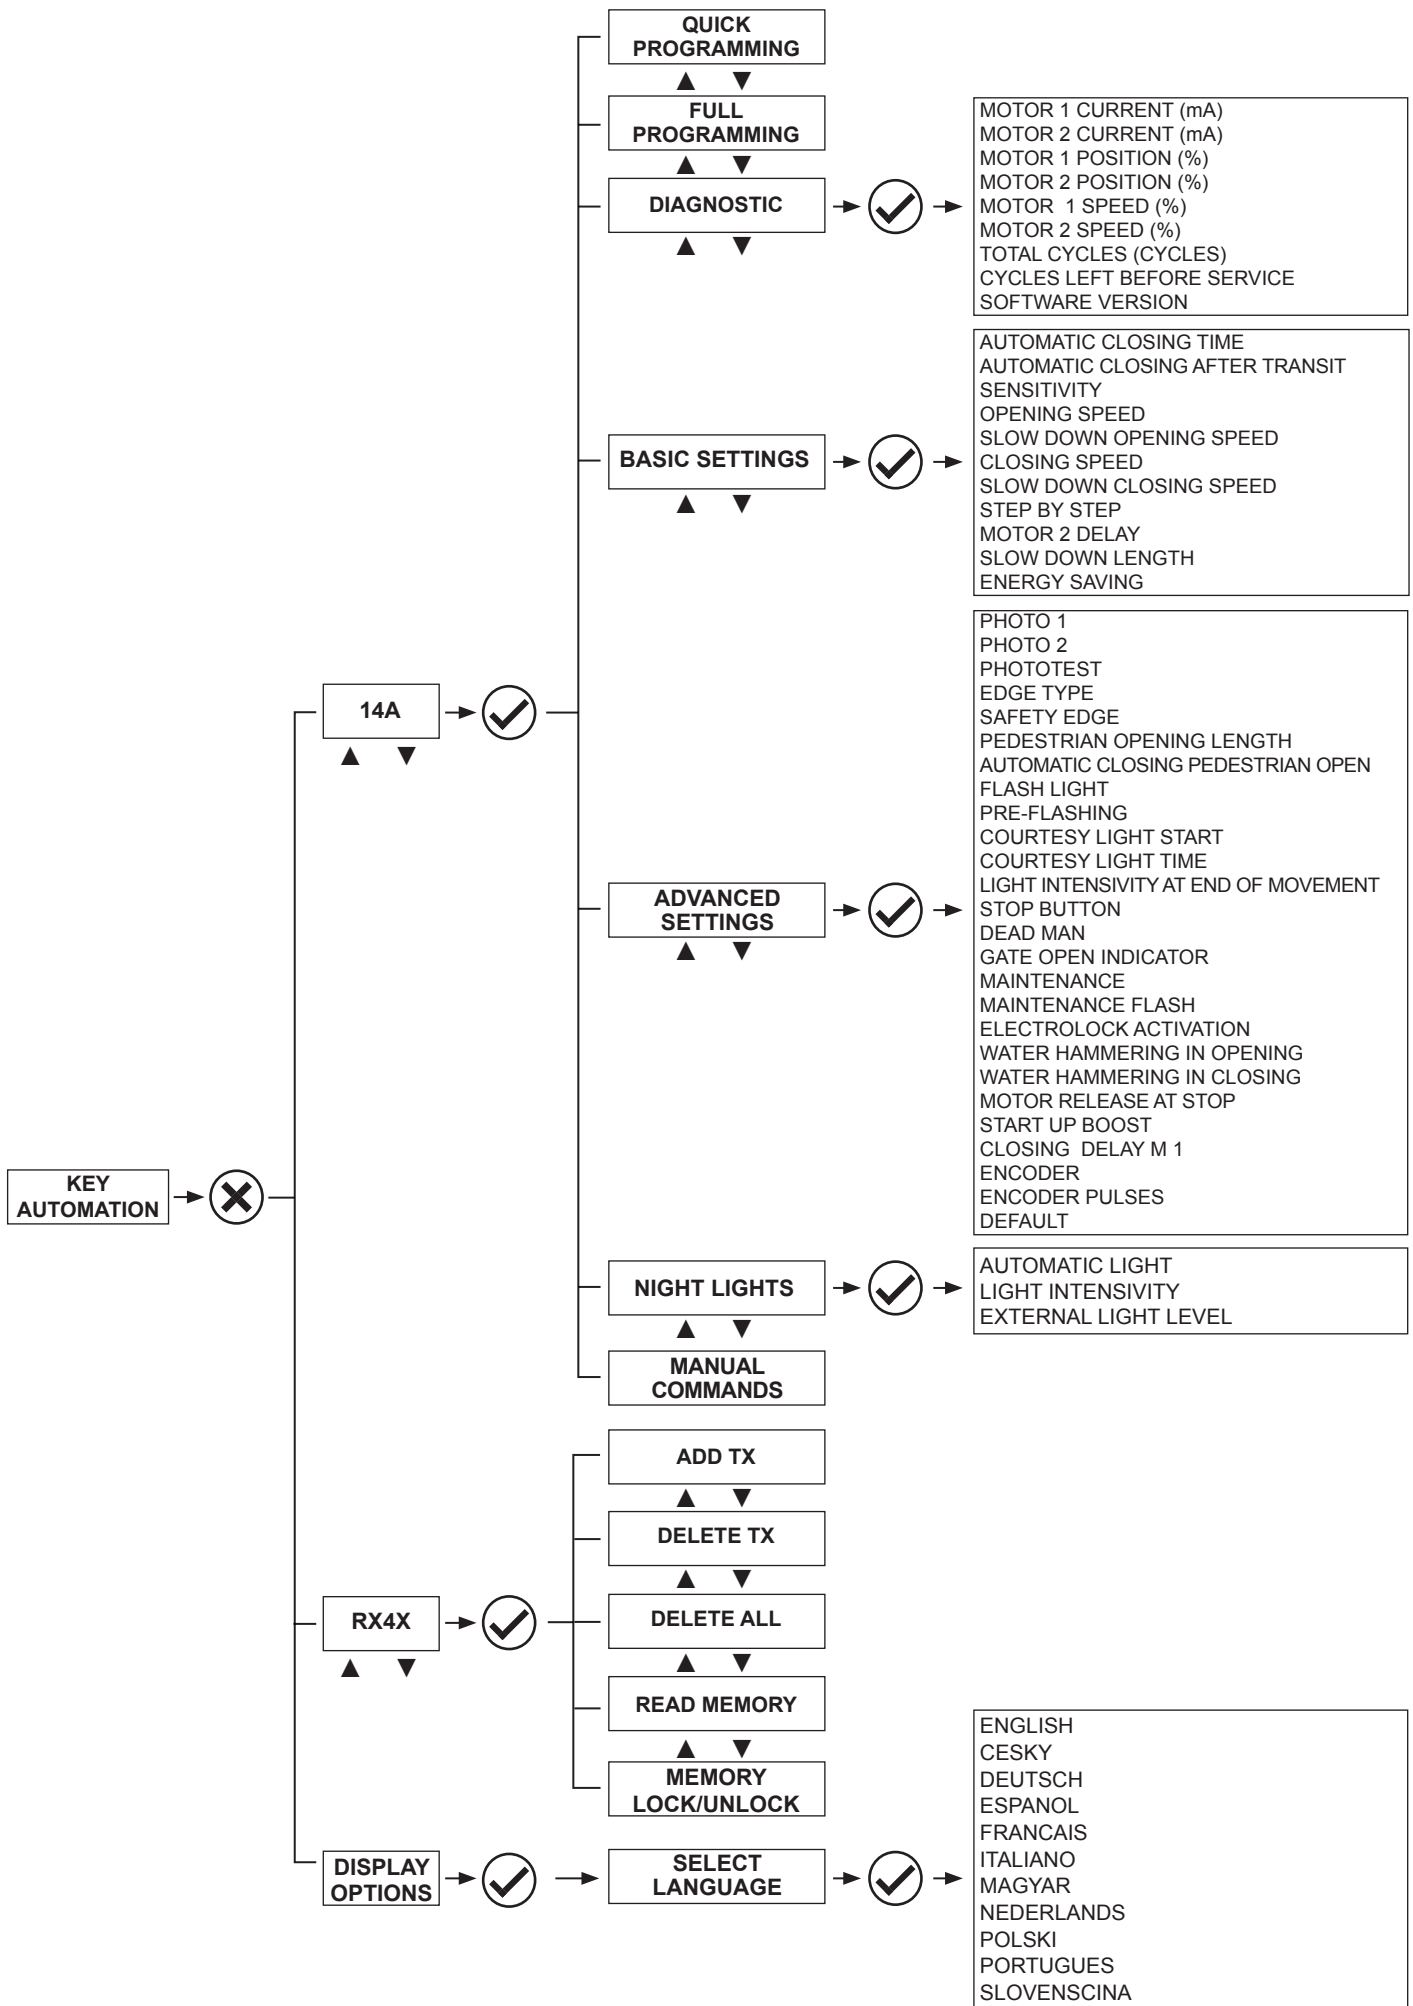 QUICK
PROGRAMMING
FULL
PROGRAMMING
DIAGNOSTIC
MOTOR 1 CURRENT (mA)
MOTOR 2 CURRENT (mA)
MOTOR 1 POSITION (%)
MOTOR 2 POSITION (%)
MOTOR 1 SPEED (%)
MOTOR 2 SPEED (%)
TOTAL CYCLES (CYCLES)
CYCLES LEFT BEFORE SERVICE
SOFTWARE VERSION
BASIC SETTINGS
AUTOMATIC CLOSING TIME
AUTOMATIC CLOSING AFTER TRANSIT
SENSITIVITY
OPENING SPEED
SLOW DOWN OPENING SPEED
CLOSING SPEED
SLOW DOWN CLOSING SPEED
STEP BY STEP
MOTOR 2 DELAY
SLOW DOWN LENGTH
ENERGY SAVING
14A
ADVANCED
SETTINGS
PHOTO 1
PHOTO 2
PHOTOTEST
EDGE TYPE
SAFETY EDGE
PEDESTRIAN OPENING LENGTH
AUTOMATIC CLOSING PEDESTRIAN OPEN
FLASH LIGHT
PRE-FLASHING
COURTESY LIGHT START
COURTESY LIGHT TIME
LIGHT INTENSIVITY AT END OF MOVEMENT
STOP BUTTON
DEAD MAN
GATE OPEN INDICATOR
MAINTENANCE
MAINTENANCE FLASH
ELECTROLOCK ACTIVATION
WATER HAMMERING IN OPENING
WATER HAMMERING IN CLOSING
MOTOR RELEASE AT STOP
START UP BOOST
CLOSING DELAY M 1
ENCODER
ENCODER PULSES
DEFAULT
KEY
AUTOMATION
NIGHT LIGHTS
AUTOMATIC LIGHT
LIGHT INTENSIVITY
EXTERNAL LIGHT LEVEL
MANUAL
COMMANDS
ADD TX
DELETE TX
RX4X
DELETE ALL
READ MEMORY
MEMORY
LOCK/UNLOCK
DISPLAY
OPTIONS
SELECT
LANGUAGE
ENGLISH
CESKY
DEUTSCH
ESPANOL
FRANCAIS
ITALIANO
MAGYAR
NEDERLANDS
POLSKI
PORTUGUES
SLOVENSCINA